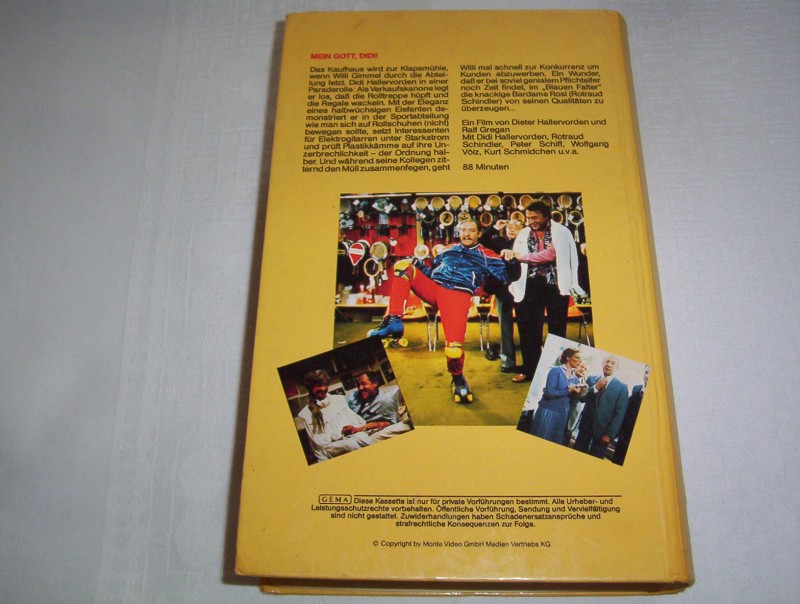 MEIN GOTT, DIDI!
Das Kaufhaus wird zur Klapsmühle,
wenn Willi Gimmel durch die Abtei-
lung fetzt. Didi Hallervorden in einer
Paraderolle: Als Verkaufskanone legt
er los, daß die Rolltreppe hüpft und
die Regale wackeln. Mit der Eleganz
eines halbwüchsigen Elefanten de-
monstriert er in der Sportabteilung
wie man sich auf Rollschuhen (nicht)
bewegen sollte, setzt Interessenten
für Elektrogitarren unter Starkstrom
und prüft Plastikkämme auf ihre Un-
zerbrechlichkeit – der Ordnung hal-
ber. Und während seine Kollegen zit-
ternd den Müll zusammenfegen, geht
Willi mal schnell zur Konkurrenz um
Kunden abzuwerben. Ein Wunder,
daß er bei soviel genialem Pflichteifer
noch Zeit findet, im „Blauen Falter"
die knackige Bardame Rosi (Rotraud
Schindler) von seinen Qualitäten zu
überzeugen...
Ein Film von Dieter Hallervorden und
Ralf Gregan
Mit Didi Hallervorden, Rotraud
Schindler, Peter Schiff, Wolfgang
Völz, Kurt Schmidchen u.v.a.
88 Minuten
GEMA Diese Kassette ist nur für private Vorführungen bestimmt. Alle Urheber- und
Leistungsschutzrechte vorbehalten. Öffentliche Vorführung, Sendung und Vervielfältigung
sind nicht gestattet. Zuwiderhandlungen haben Schadenersatzansprüche und
strafrechtliche Konsequenzen zur Folge.
© Copyright by Monte Video GmbH Medien Vertriebs KG